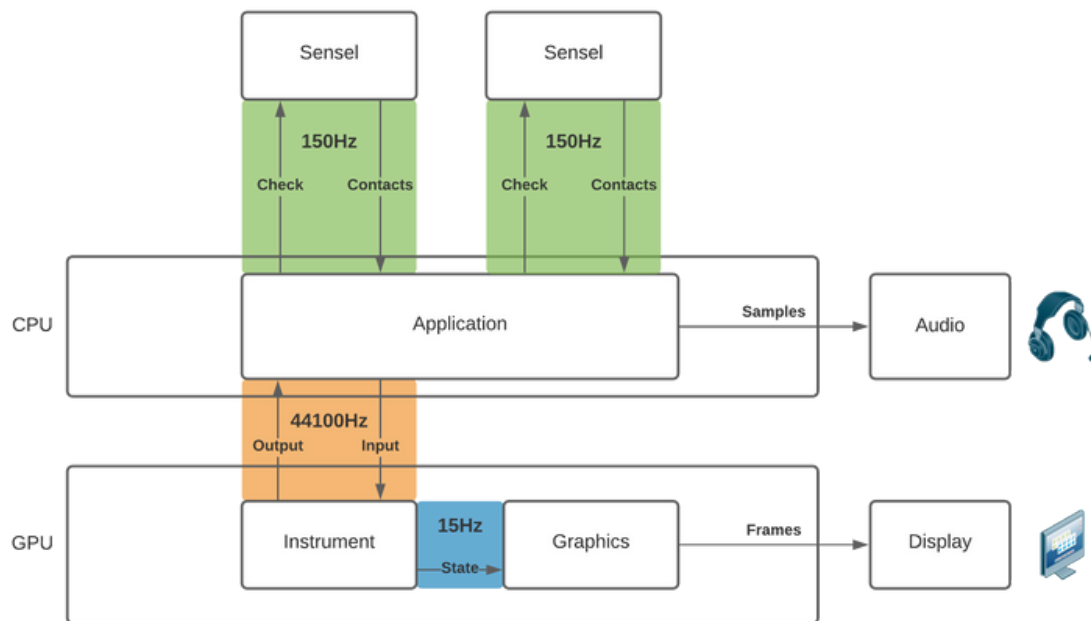 Sensel
Sensel
150Hz
150Hz
Check
Contacts
Check
Contacts
CPU
Application
Samples
Audio
44100Hz
Output
Input
GPU
Instrument
15Hz
State
Graphics
Frames
Display